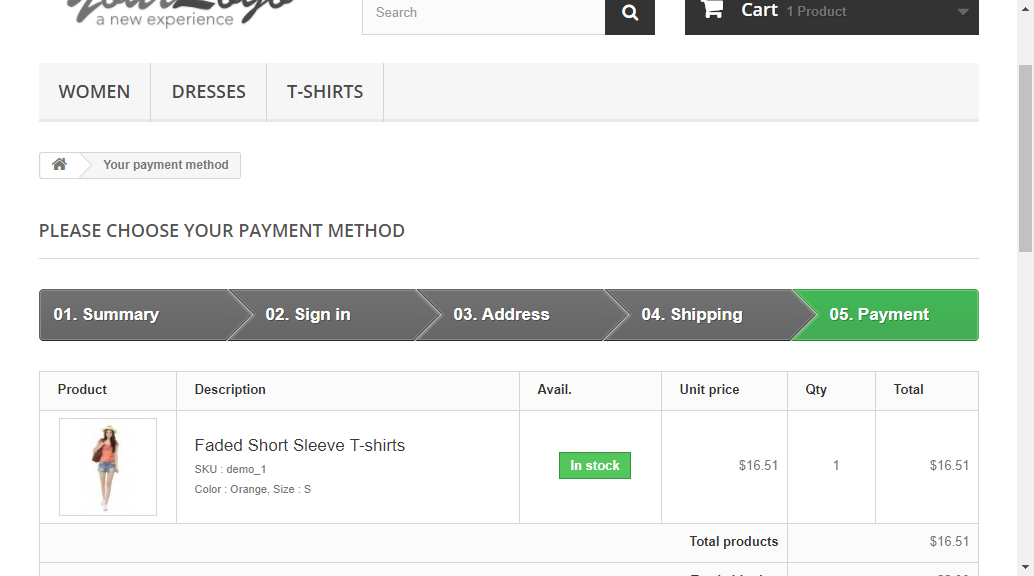 a new experience
Search
Cart 1 Product
WOMEN
DRESSES
T-SHIRTS
Your payment method
PLEASE CHOOSE YOUR PAYMENT METHOD
01. Summary
02. Sign in
03. Address
04. Shipping
05. Payment
Product Description Avail. Unit price Qty Total
Faded Short Sleeve T-shirts
SKU : demo_1
Color : Orange, Size : S
In stock
$16.51
1
$16.51
Total products $16.51